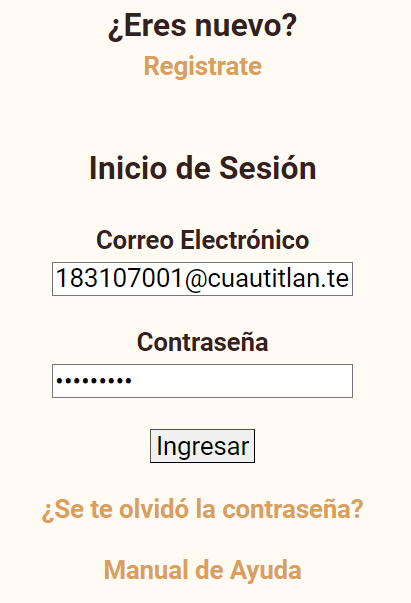 ¿Eres nuevo?
Registrate
Inicio de Sesión
Correo Electrónico
183107001@cuautitlan.te
Contraseña
•••••••••
Ingresar
¿Se te olvidó la contraseña?
Manual de Ayuda